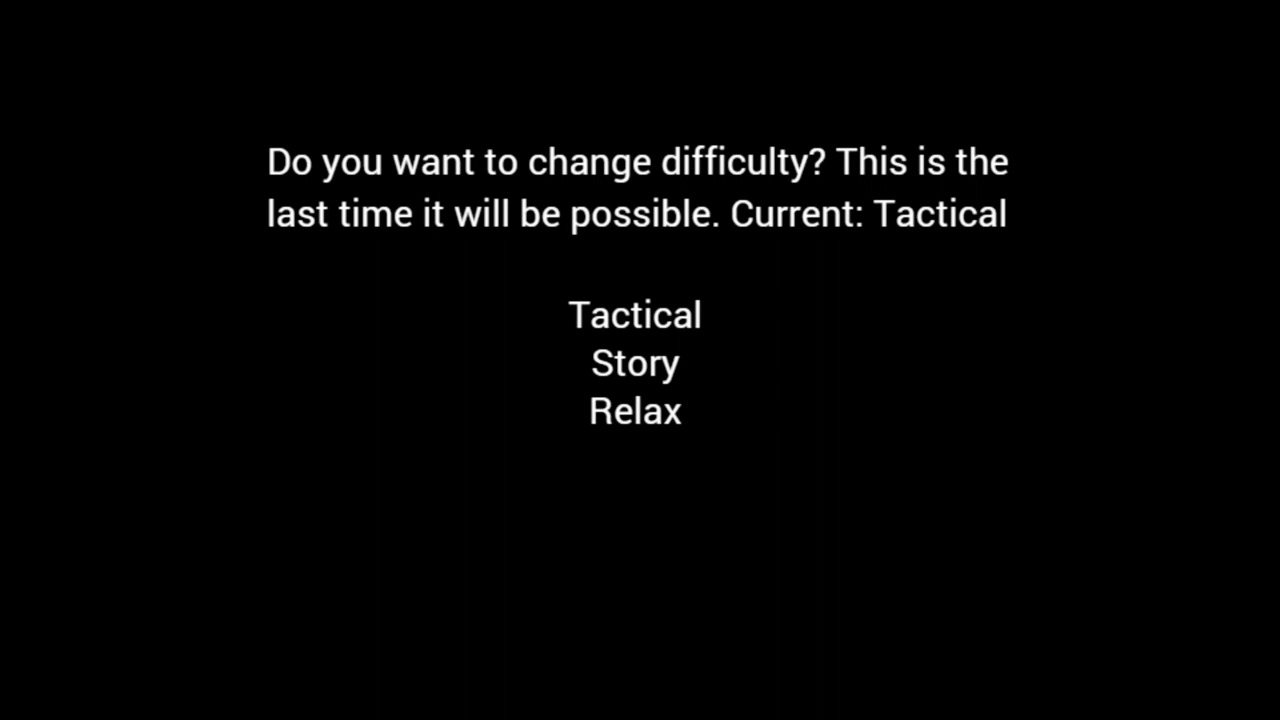 Do you want to change difficulty? This is the
last time it will be possible. Current: Tactical
Tactical
Story
Relax